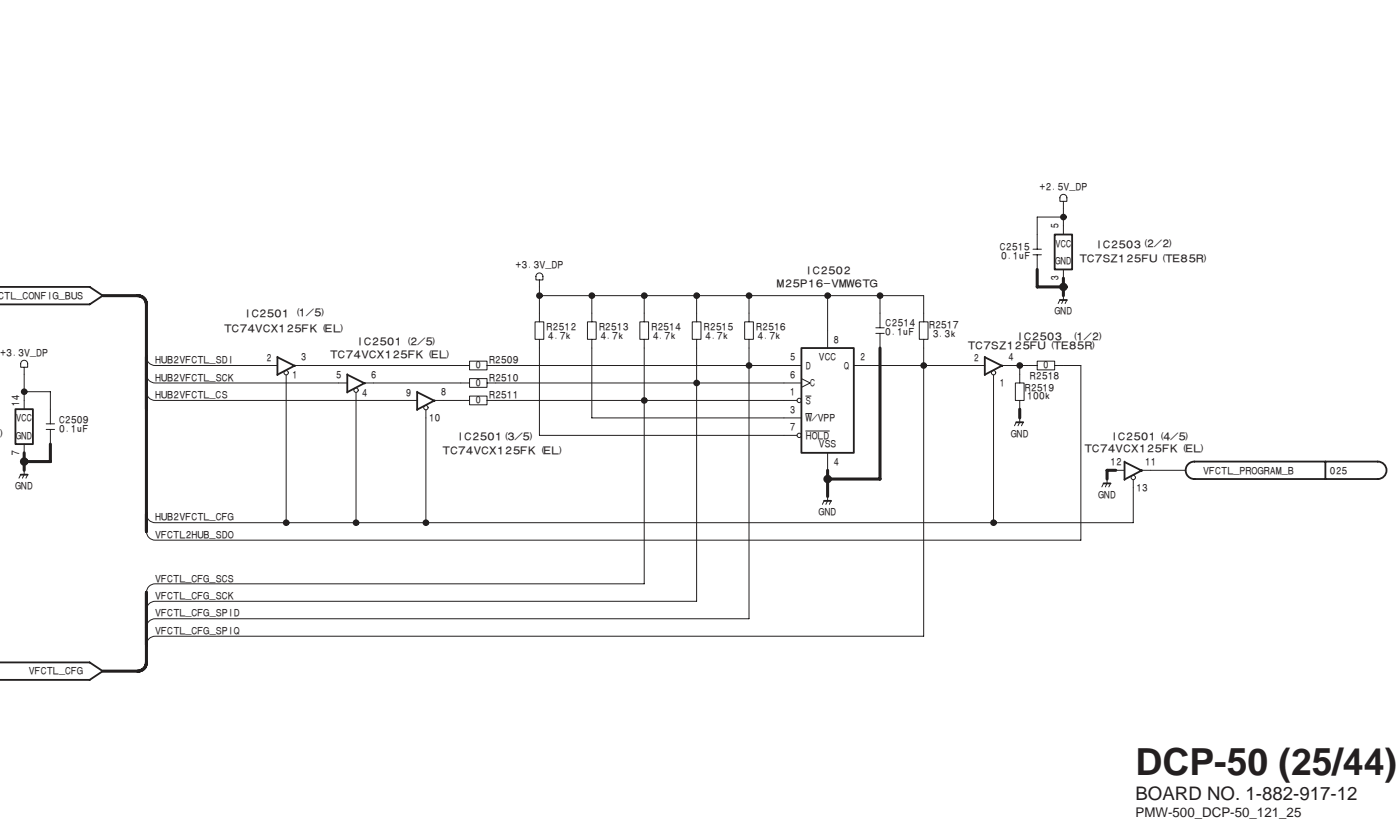 +2.5V_DP
5
VCC
GND
3
C2515
0.1uF
IC2503 (2/2)
TC7SZ125FU (TE85R)
GND
+3.3V_DP
IC2502
M25P16-VMW6TG
CTL_CONFIG_BUS
IC2501 (1/5)
TC74VCX125FK (EL)
IC2501 (2/5)
TC74VCX125FK (EL)
R2512
4.7k
R2513
4.7k
R2514
4.7k
R2515
4.7k
R2516
4.7k
C2514
0.1uF
R2517
3.3k
IC2503 (1/2)
TC7SZ125FU (TE85R)
+3.3V_DP
HUB2VFCTL_SDI
2
3
1
0
R2509
HUB2VFCTL_SCK
5
6
4
0
R2510
HUB2VFCTL_CS
9
8
10
0
R2511
8
VCC
5
D
Q
2
6
C
1
S
3
W/VPP
7
HOLD
VSS
4
GND
2
4
1
0
R2518
R2519
100k
GND
14
VCC
GND
7
)
C2509
0.1uF
GND
IC2501 (3/5)
TC74VCX125FK (EL)
IC2501 (4/5)
TC74VCX125FK (EL)
12
11
13
GND
VFCTL_PROGRAM_B
025
HUB2VFCTL_CFG
VFCTL2HUB_SDO
VFCTL_CFG_SCS
VFCTL_CFG_SCK
VFCTL_CFG_SPID
VFCTL_CFG_SPIQ
VFCTL_CFG
DCP-50 (25/44)
BOARD NO. 1-882-917-12
PMW-500_DCP-50_121_25